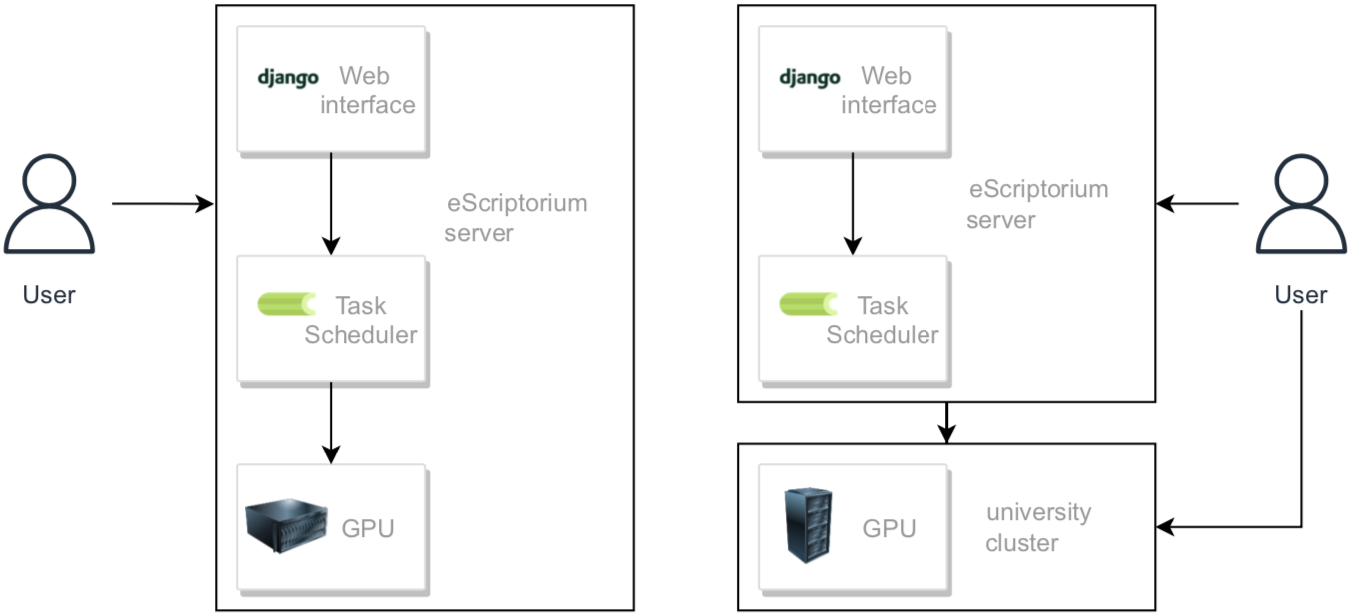 django Web
interface
eScriptorium
server
User
Task
Scheduler
GPU
django Web
interface
eScriptorium
server
User
Task
Scheduler
GPU
university
cluster